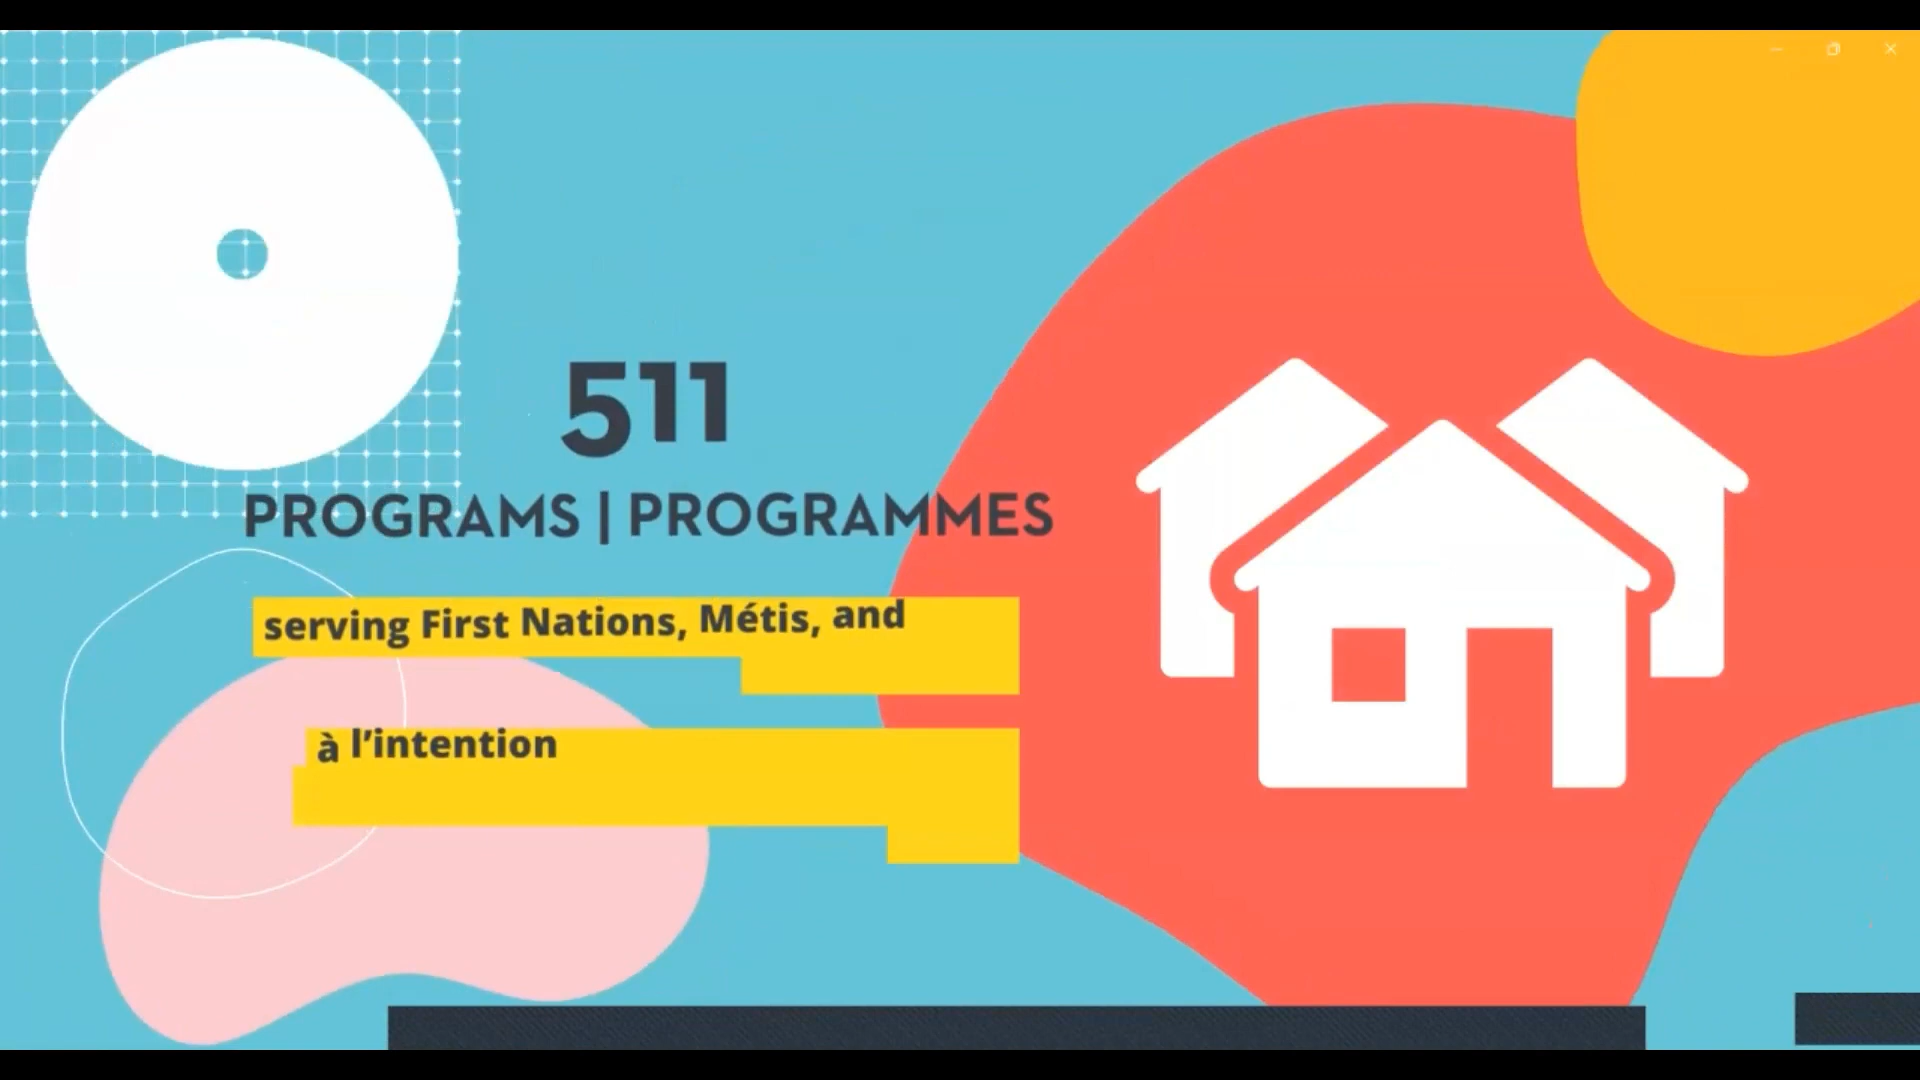 511
PROGRAMS | PROGRAMMES
serving First Nations, Métis, and
à l’intention